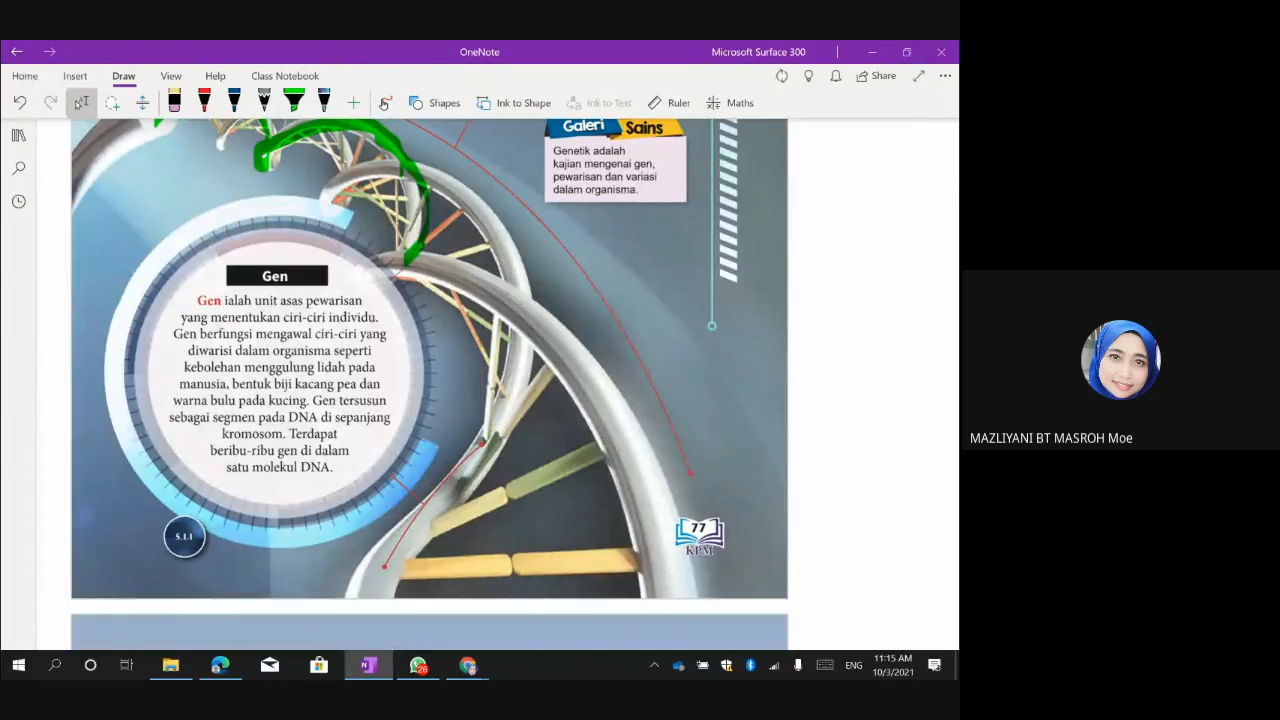 OneNote
Microsoft Surface 300
Home Insert Draw View Help Class Notebook
Share
Shapes
Ink to Shape
Ink to Text
Ruler
Maths
Galeri Sains
Genetik adalah
kajian mengenai gen,
pewarisan dan variasi
dalam organisma.
Gen
Gen ialah unit asas pewarisan
yang menentukan ciri-ciri individu.
Gen berfungsi mengawal ciri-ciri yang
diwarisi dalam organisma seperti
kebolehan menggulung lidah pada
manusia, bentuk biji kacang pea dan
warna bulu pada kucing. Gen tersusun
sebagai segmen pada DNA di sepanjang
kromosom. Terdapat
beribu-ribu gen di dalam
satu molekul DNA.
5.1.1
77
KPM
MAZLIYANI BT MASROH Moe
26
ENG
11:15 AM
10/3/2021